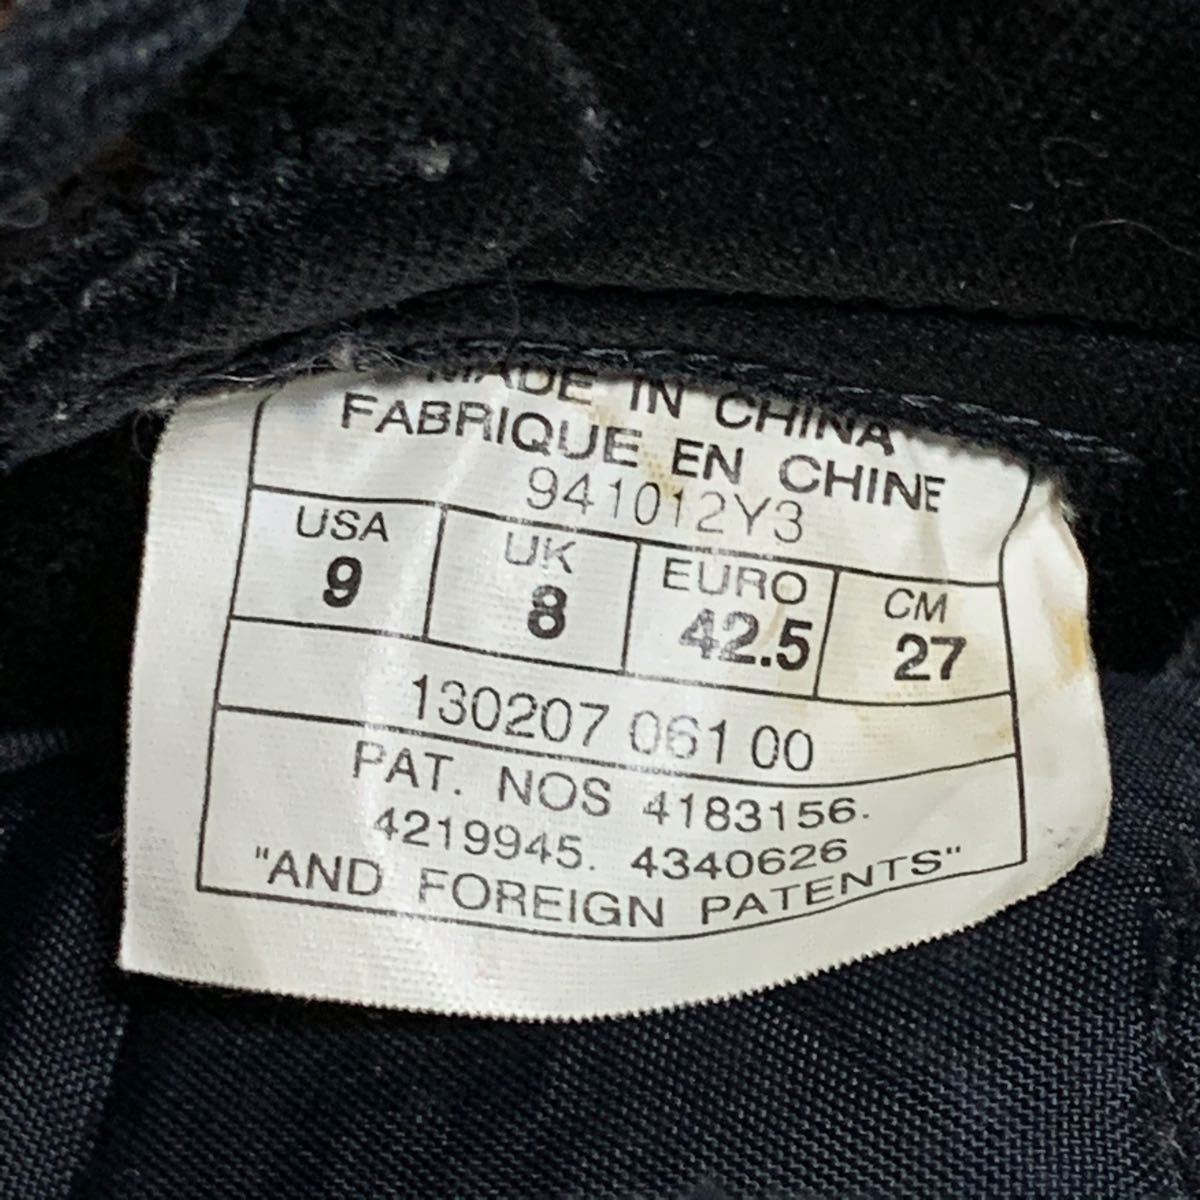 MADE IN CHINA
FABRIQUE EN CHINE
941012Y3
USA UK EURO CM
9 8 42.5 27
130207 061 00
PAT. NOS 4183156.
4219945. 4340626
"AND FOREIGN PATENTS"